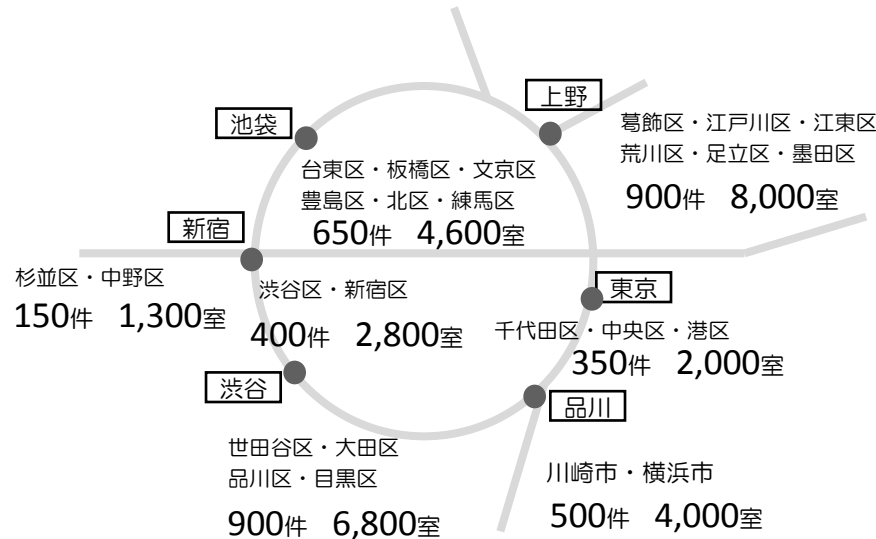 上野
池袋
葛飾区・江戸川区・江東区
荒川区・足立区・墨田区
900件 8,000室
台東区・板橋区・文京区
豊島区・北区・練馬区
650件 4,600室
新宿
杉並区・中野区
150件 1,300室
渋谷区・新宿区
400件 2,800室
東京
千代田区・中央区・港区
350件 2,000室
渋谷
品川
世田谷区・大田区
品川区・目黒区
900件 6,800室
川崎市・横浜市
500件 4,000室